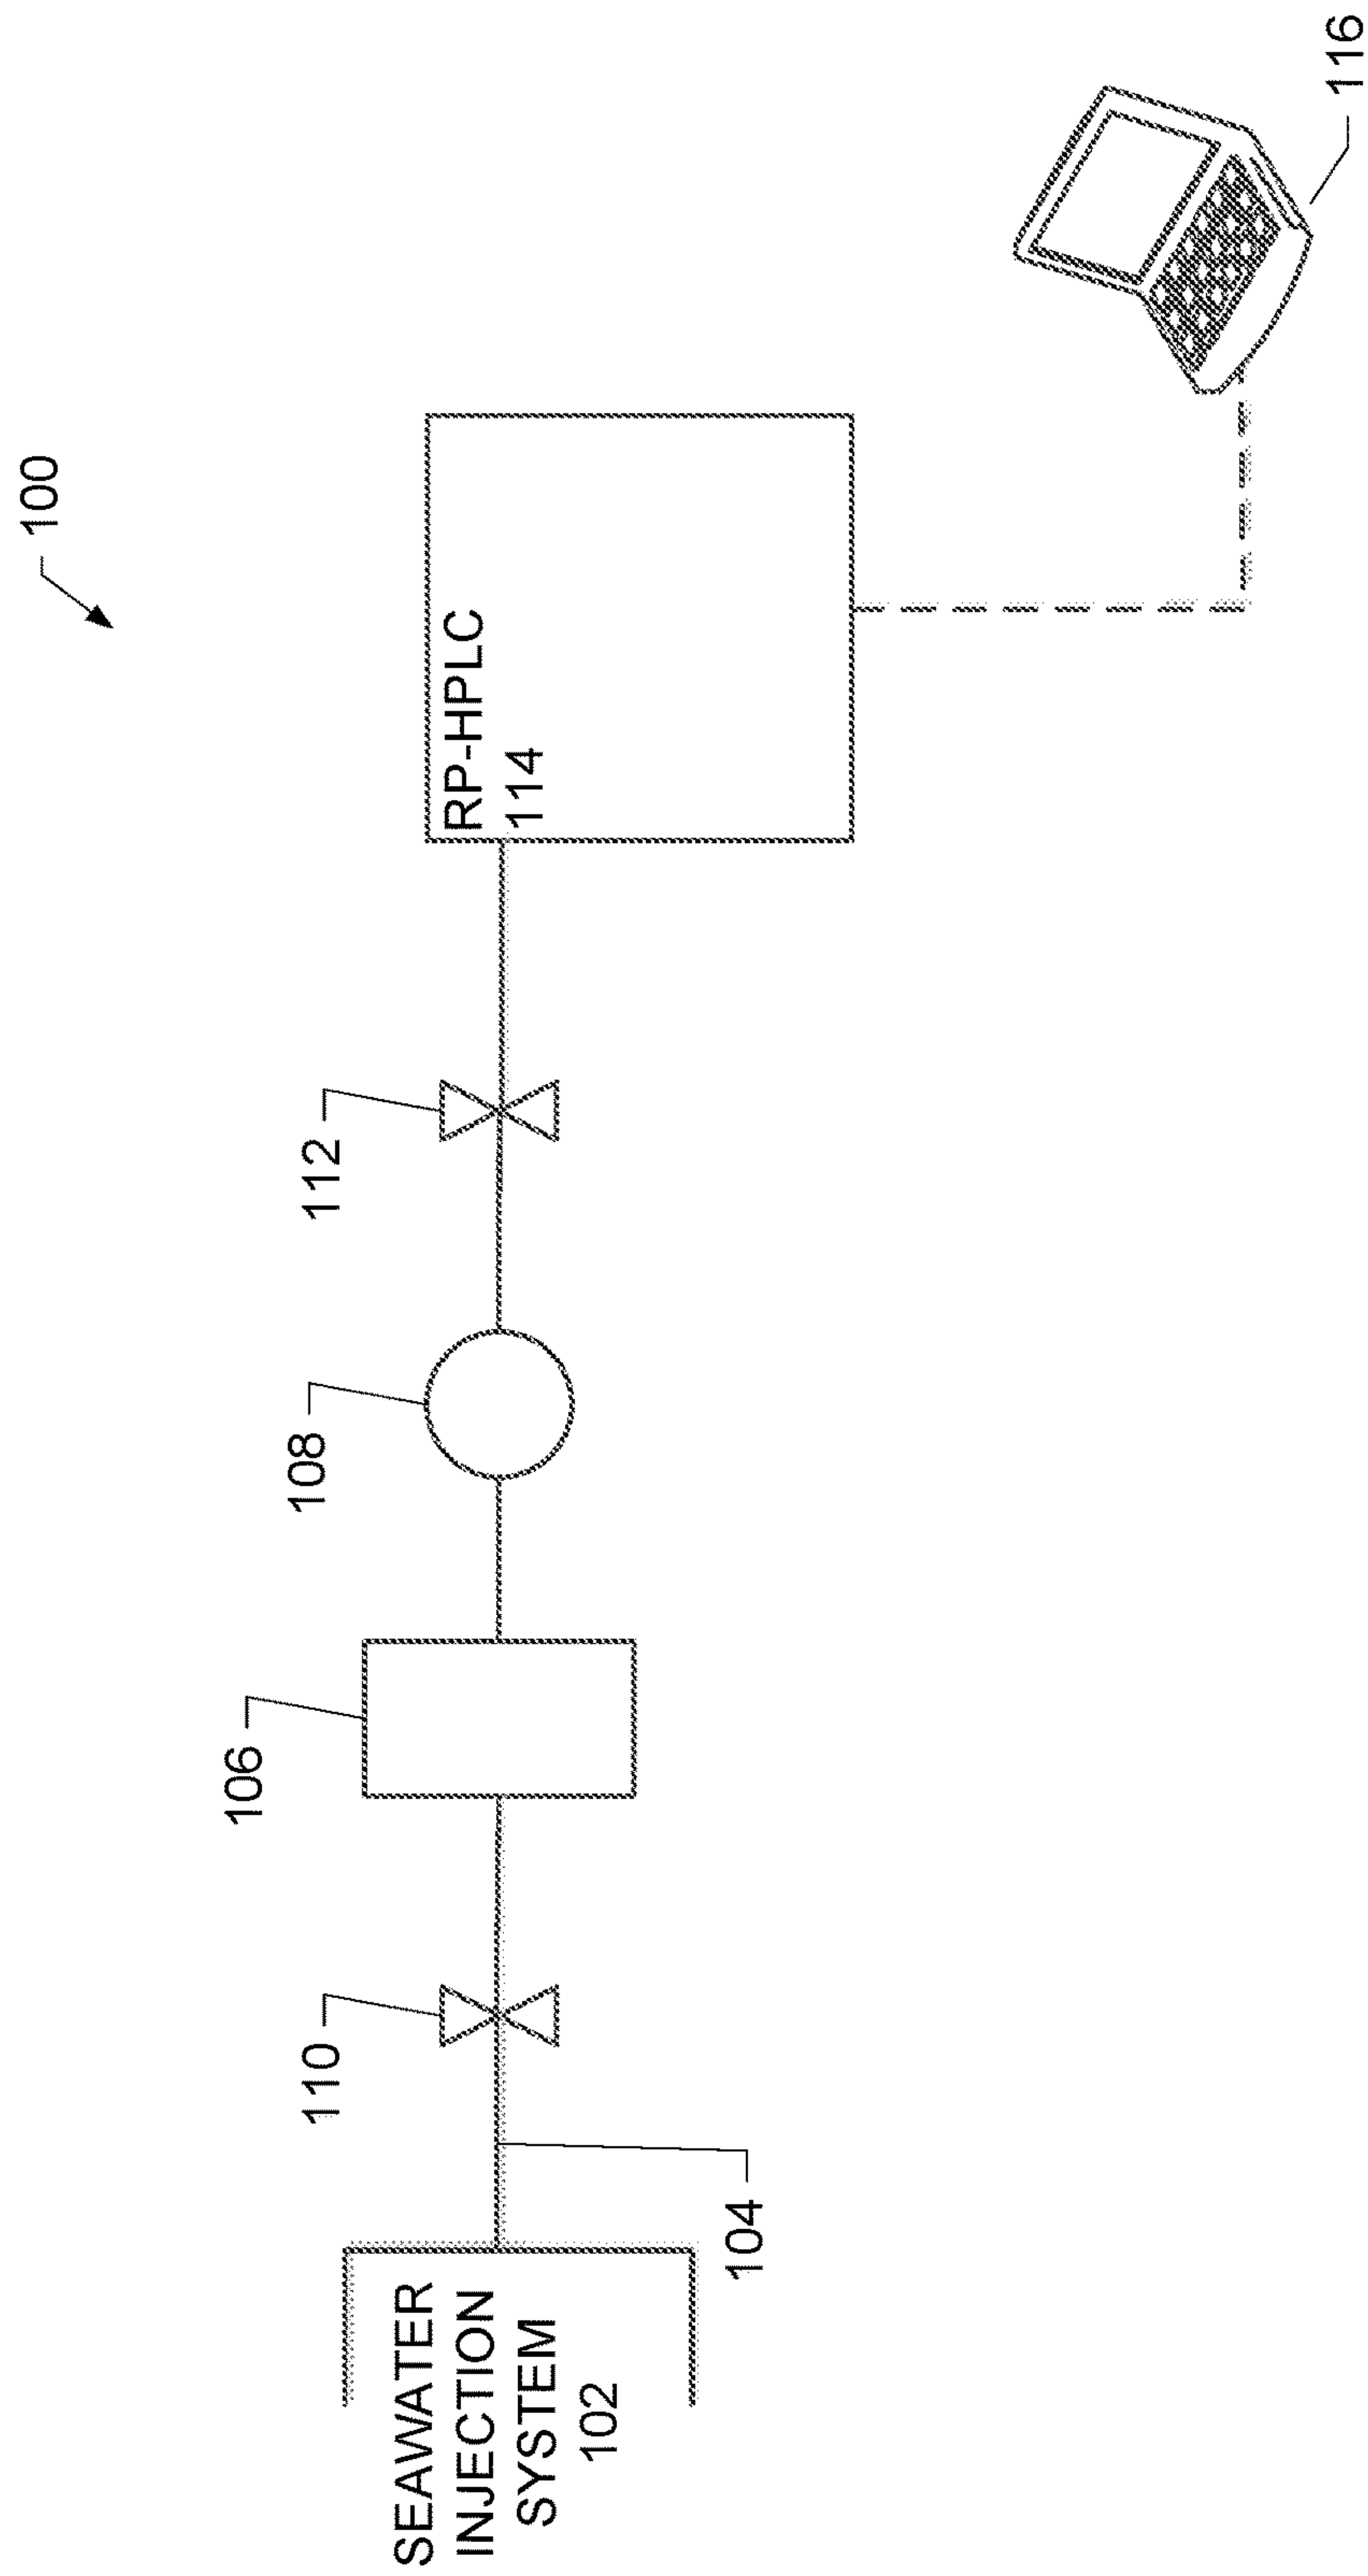 100
112
108
106
110
RP-HPLC
114
SEAWATER
INJECTION
SYSTEM
102
104
116